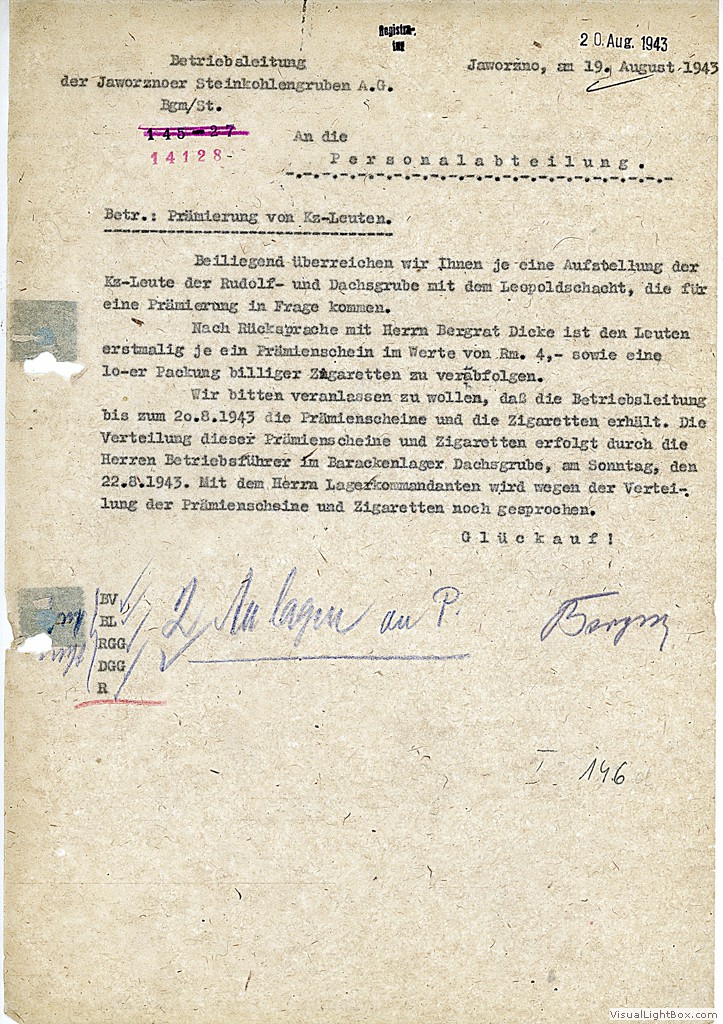 Registra-
tur
20. Aug. 1943
Betriebsleitung
der Jaworznoer Steinkohlengruben A.G.
Bgm/St.
Jaworzno, am 19. August 1943
145-27
14128
An die
Personalabteilung.
Betr.: Prämierung von Kz-Leuten.
Beiliegend überreichen wir Ihnen je eine Aufstellung der
Kz-Leute der Rudolf- und Dachsgrube mit dem Leopoldschacht, die für
eine Prämierung in Frage kommen.
Nach Rücksprache mit Herrn Bergrat Dicke ist den Leuten
erstmalig je ein Prämienschein im Werte von Rm. 4,- sowie eine
10-er Packung billiger Zigaretten zu verabfolgen.
Wir bitten veranlassen zu wollen, daß die Betriebsleitung
bis zum 20.8.1943 die Prämienscheine und die Zigaretten erhält. Die
Verteilung dieser Prämienscheine und Zigaretten erfolgt durch die
Herren Betriebsführer im Barackenlager Dachsgrube, am Sonntag, den
22.8.1943. Mit dem Herrn Lagerkommandanten wird wegen der Vertei-
lung der Prämienscheine und Zigaretten noch gesprochen.
Glückauf!
BV
BL
RGG
DGG
R
2 Anlagen an P.
I 146
VisualLightBox.com